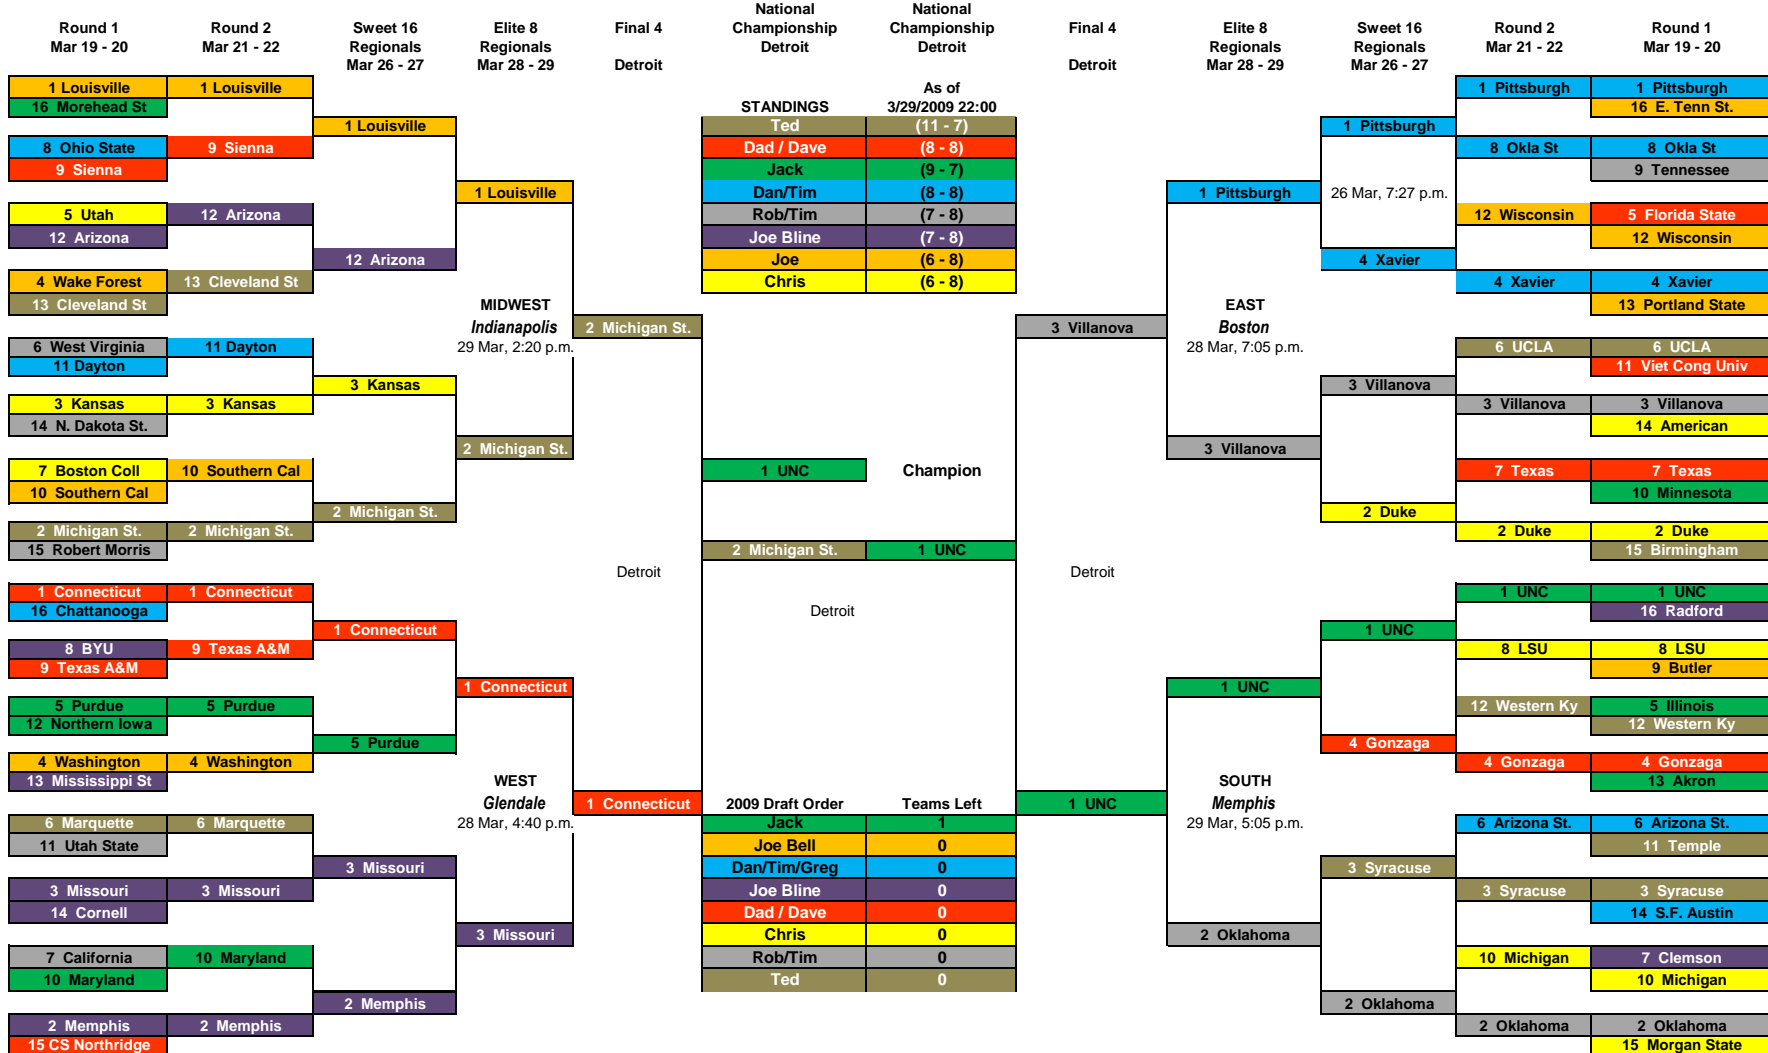 Round 1
Mar 19 - 20
Round 2
Mar 21 - 22
Sweet 16
Regionals
Mar 26 - 27
Elite 8
Regionals
Mar 28 - 29
Final 4
Detroit
National
Championship
Detroit
National
Championship
Detroit
Final 4
Detroit
Elite 8
Regionals
Mar 28 - 29
Sweet 16
Regionals
Mar 26 - 27
Round 2
Mar 21 - 22
Round 1
Mar 19 - 20
1 Louisville
16 Morehead St
8 Ohio State
9 Sienna
5 Utah
12 Arizona
4 Wake Forest
13 Cleveland St
6 West Virginia
11 Dayton
3 Kansas
14 N. Dakota St.
7 Boston Coll
10 Southern Cal
2 Michigan St.
15 Robert Morris
1 Connecticut
16 Chattanooga
8 BYU
9 Texas A&M
5 Purdue
12 Northern Iowa
4 Washington
13 Mississippi St
6 Marquette
11 Utah State
3 Missouri
14 Cornell
7 California
10 Maryland
2 Memphis
15 CS Northridge
1 Louisville
9 Sienna
12 Arizona
13 Cleveland St
11 Dayton
3 Kansas
10 Southern Cal
2 Michigan St.
1 Connecticut
9 Texas A&M
5 Purdue
4 Washington
6 Marquette
3 Missouri
10 Maryland
2 Memphis
1 Louisville
12 Arizona
3 Kansas
2 Michigan St.
1 Connecticut
5 Purdue
3 Missouri
2 Memphis
1 Louisville
MIDWEST
Indianapolis
29 Mar, 2:20 p.m.
2 Michigan St.
1 Connecticut
WEST
Glendale
28 Mar, 4:40 p.m.
3 Missouri
2 Michigan St.
Detroit
1 Connecticut
STANDINGS
As of
3/29/2009 22:00
Ted (11 - 7)
Dad / Dave (8 - 8)
Jack (9 - 7)
Dan/Tim (8 - 8)
Rob/Tim (7 - 8)
Joe Bline (7 - 8)
Joe (6 - 8)
Chris (6 - 8)
1 UNC
Champion
2 Michigan St.
1 UNC
Detroit
2009 Draft Order Teams Left
Jack 1
Joe Bell 0
Dan/Tim/Greg 0
Joe Bline 0
Dad / Dave 0
Chris 0
Rob/Tim 0
Ted 0
3 Villanova
Detroit
1 UNC
1 Pittsburgh
EAST
Boston
28 Mar, 7:05 p.m.
3 Villanova
1 UNC
SOUTH
Memphis
29 Mar, 5:05 p.m.
2 Oklahoma
1 Pittsburgh
26 Mar, 7:27 p.m.
4 Xavier
3 Villanova
2 Duke
1 UNC
4 Gonzaga
3 Syracuse
2 Oklahoma
1 Pittsburgh
8 Okla St
12 Wisconsin
4 Xavier
6 UCLA
3 Villanova
7 Texas
2 Duke
1 UNC
8 LSU
12 Western Ky
4 Gonzaga
6 Arizona St.
3 Syracuse
10 Michigan
2 Oklahoma
1 Pittsburgh
16 E. Tenn St.
8 Okla St
9 Tennessee
5 Florida State
12 Wisconsin
4 Xavier
13 Portland State
6 UCLA
11 Viet Cong Univ
3 Villanova
14 American
7 Texas
10 Minnesota
2 Duke
15 Birmingham
1 UNC
16 Radford
8 LSU
9 Butler
5 Illinois
12 Western Ky
4 Gonzaga
13 Akron
6 Arizona St.
11 Temple
3 Syracuse
14 S.F. Austin
7 Clemson
10 Michigan
2 Oklahoma
15 Morgan State